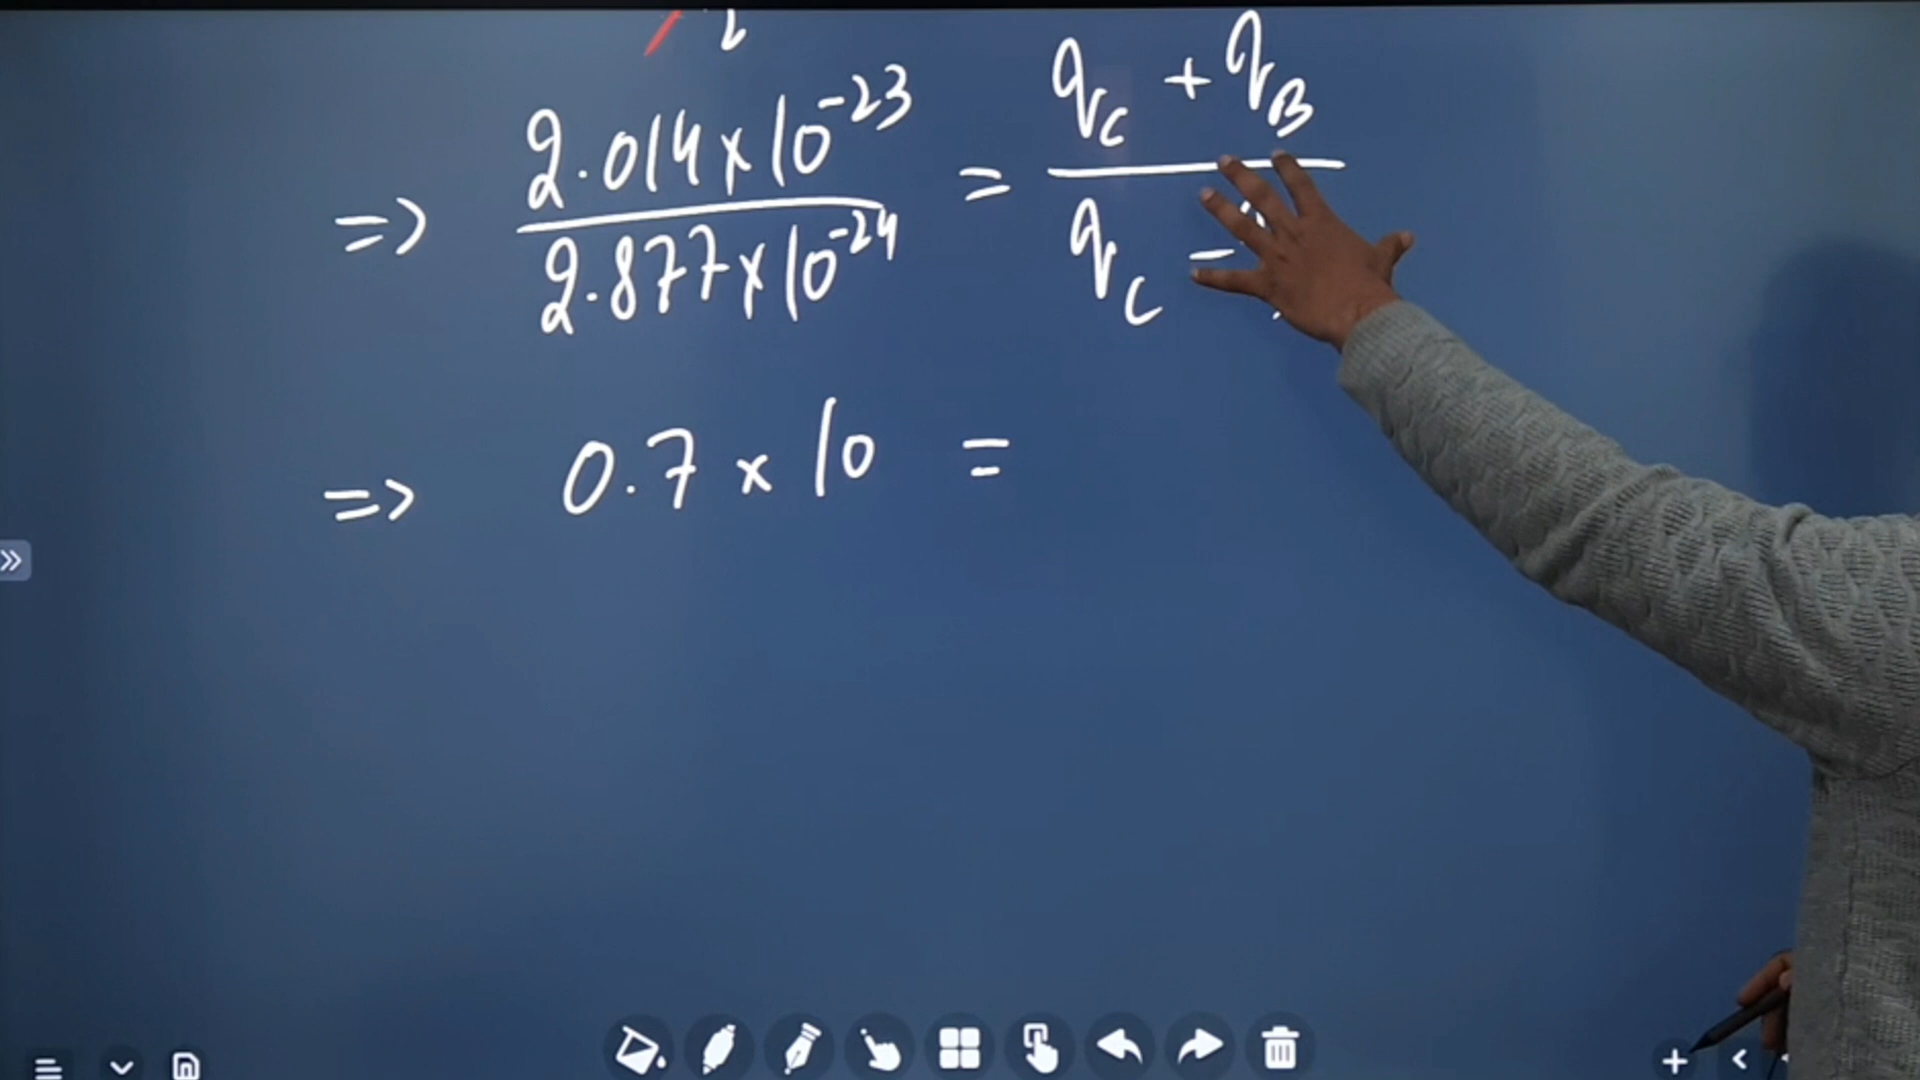 => 2.014×10⁻²³ / 2.877×10⁻²⁴ = q_C + q_B / q_C -
=> 0.7 × 10 =